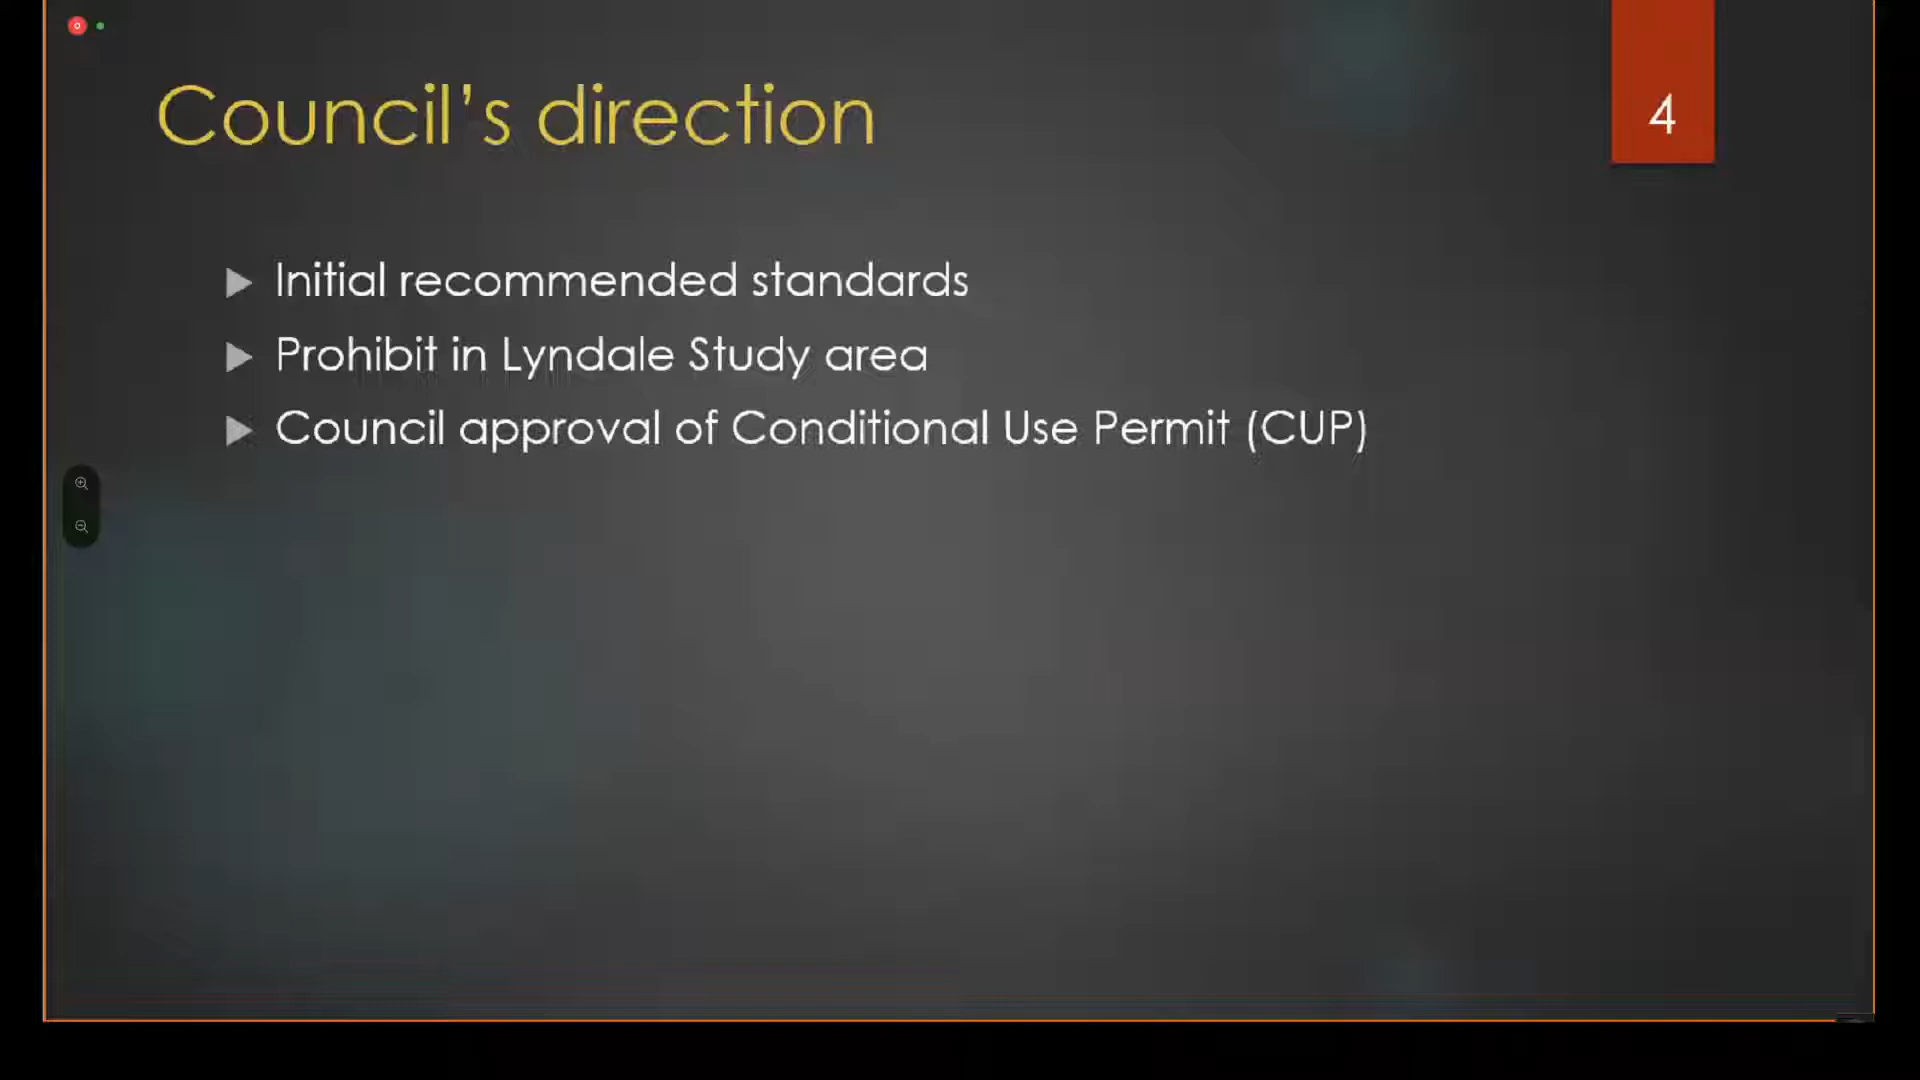 Council's direction
4
Initial recommended standards
Prohibit in Lyndale Study area
Council approval of Conditional Use Permit (CUP)